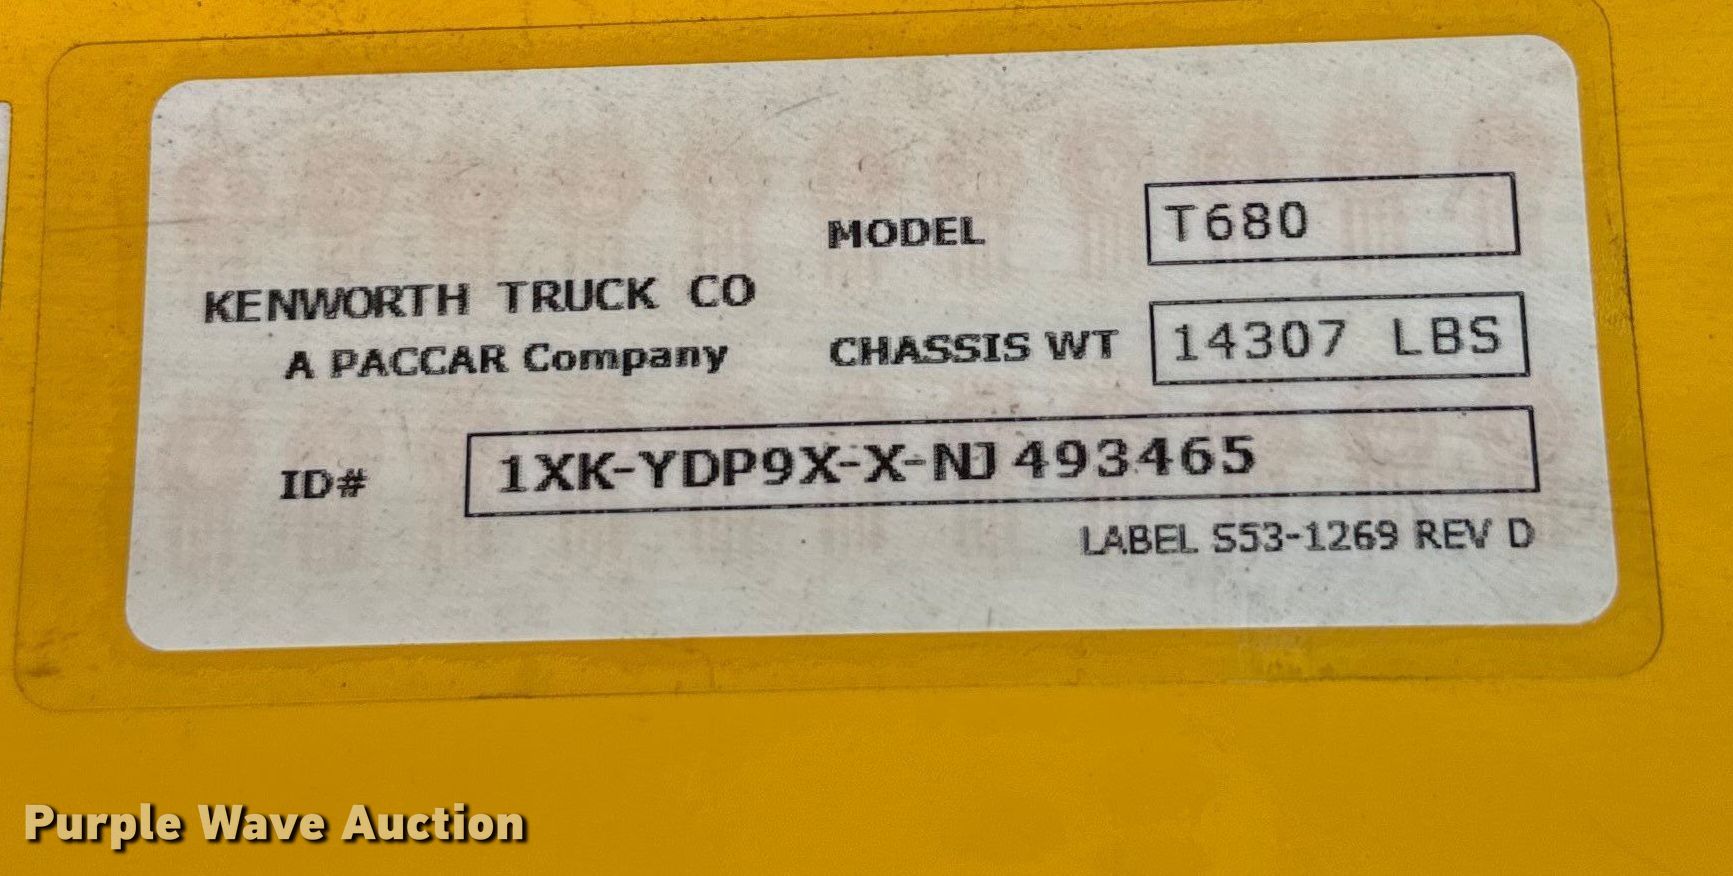 MODEL T680
KENWORTH TRUCK CO
A PACCAR Company
CHASSIS WT 14307 LBS
ID# 1XK-YDP9X-X-NJ493465
LABEL S53-1269 REV D
Purple Wave Auction